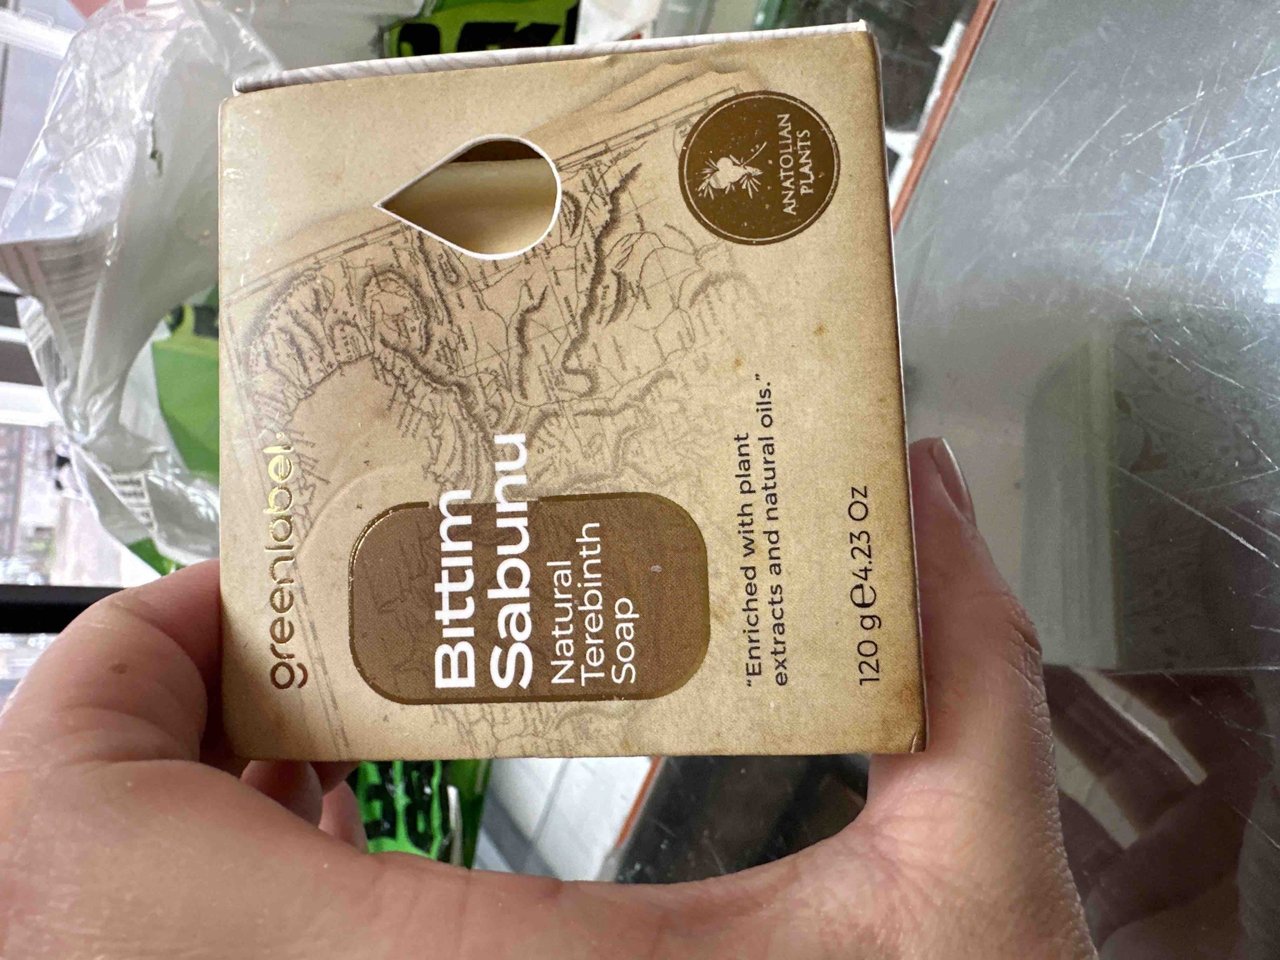 greenlabel
Bıttım
Sabunu
Natural
Terebinth
Soap
"Enriched with plant
extracts and natural oils."
120 g e 4.23 Oz
ANATOLIAN
PLANTS